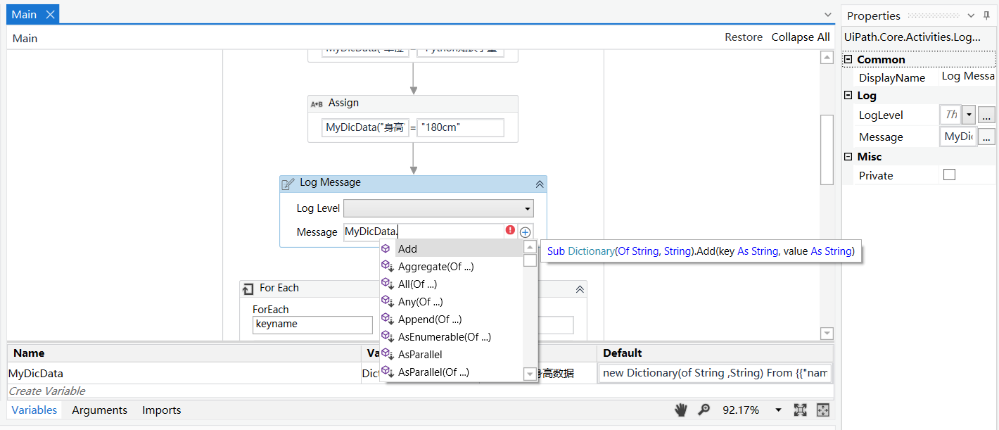 Main
Properties
Main
Restore Collapse All
UiPath.Core.Activities.Log...
Common
DisplayName Log Messa
Log
LogLevel Th
Message MyDic
Misc
Private
=
A+B Assign
MyDicData("身高" = "180cm"
Log Message
Log Level
Message MyDicData.
Add
Aggregate(Of ...)
All(Of ...)
Any(Of ...)
Append(Of ...)
AsEnumerable(Of ...)
AsParallel
AsParallel(Of ...)
Sub Dictionary(Of String, String).Add(key As String, value As String)
For Each
ForEach
keyname
Name Va Default
MyDicData Dict 身高数据 new Dictionary(of String ,String) From {{"nam
Create Variable
Variables Arguments Imports
92.17%